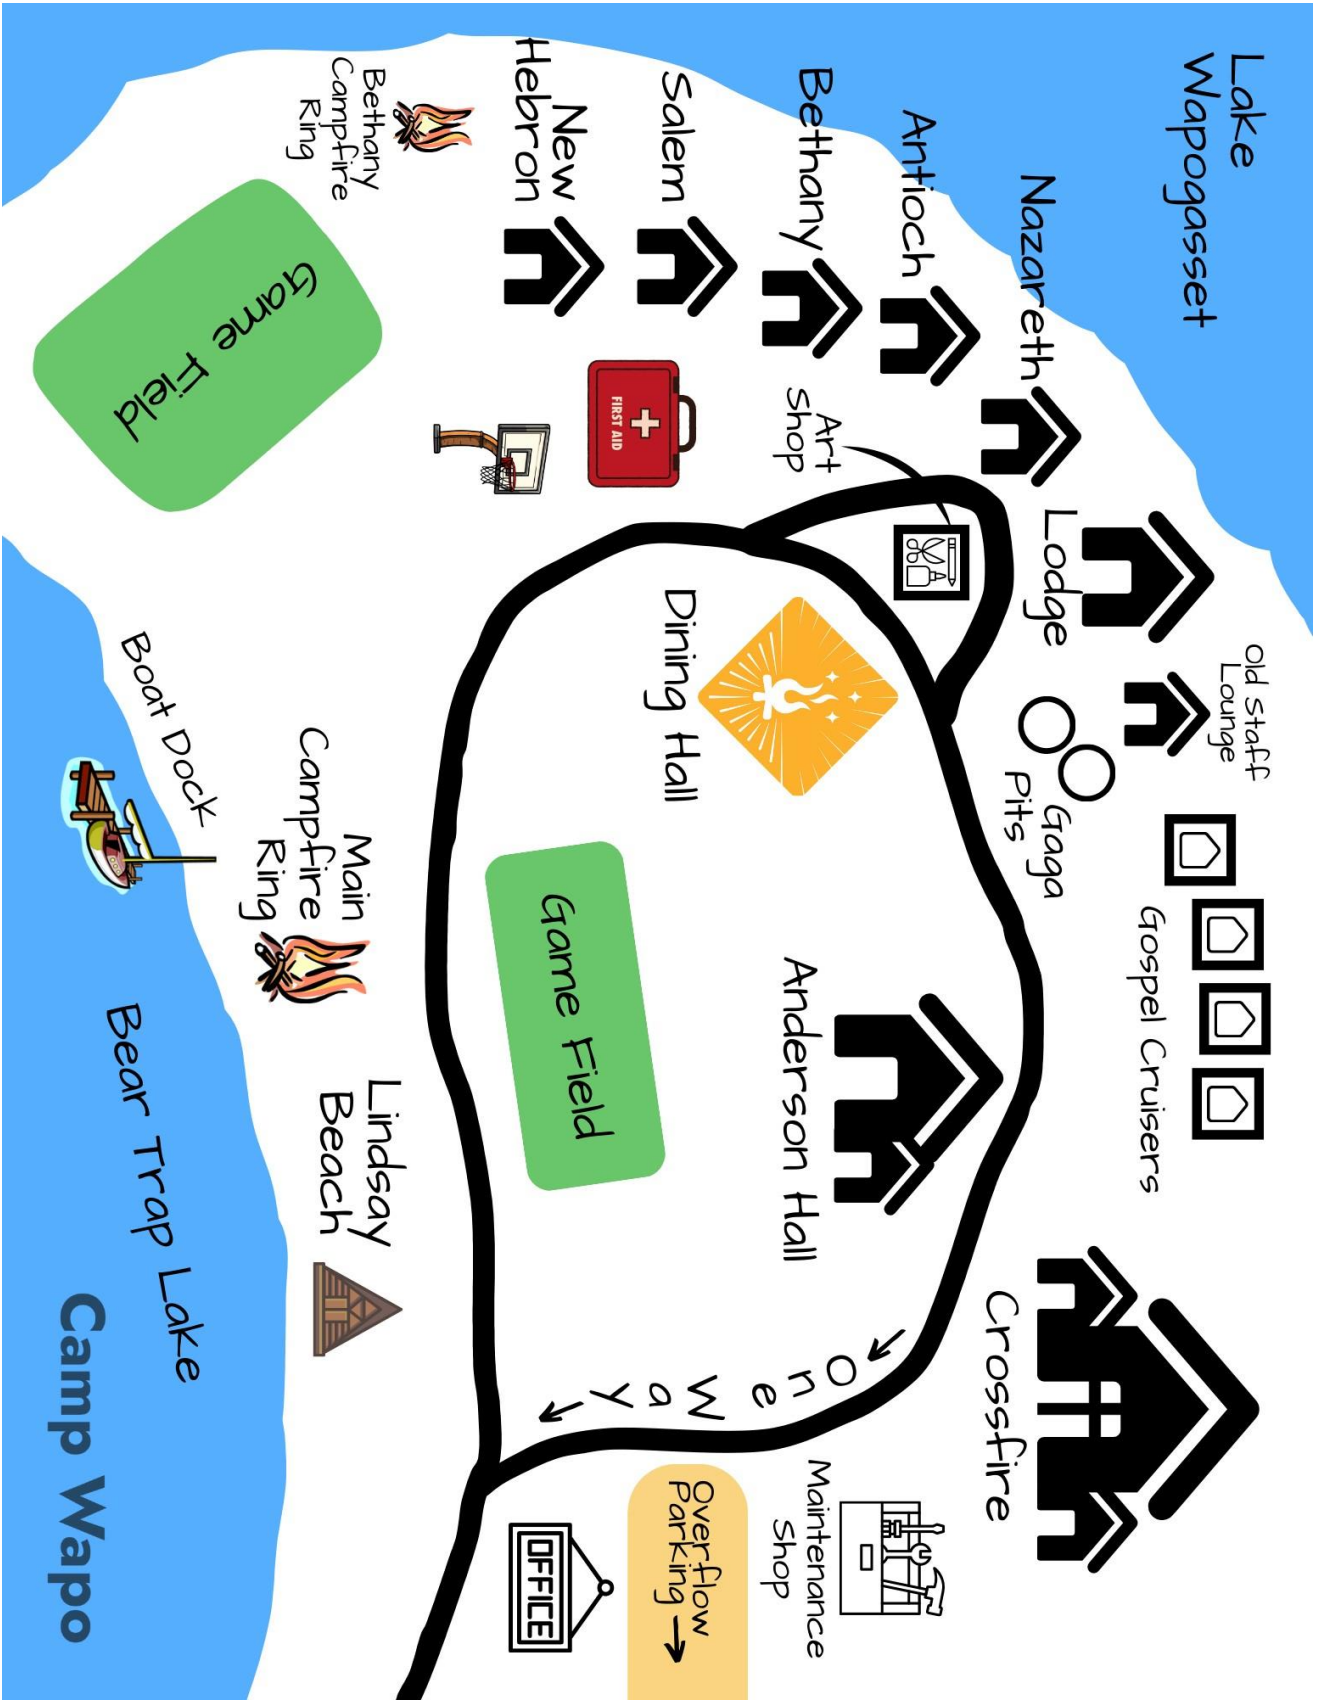 Lake
Wapogasset
Nazareth
Antioch
Bethany
Salem
New
Hebron
Bethany
Campfire
Ring
Game Field
FIRST AID
Art
Shop
Lodge
Old Staff
Lounge
Gaga
Pits
Gospel Cruisers
Dining Hall
Anderson Hall
Game Field
Crossfire
One Way
Maintenance
Shop
Overflow
Parking →
OFFICE
Boat Dock
Main
Campfire
Ring
Lindsay
Beach
Bear Trap Lake
Camp Wapo